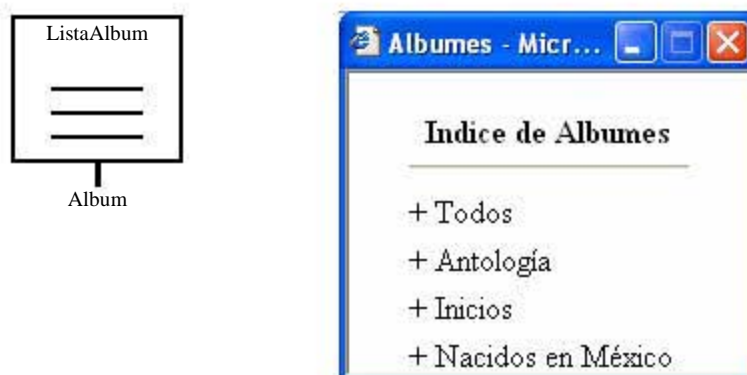 ListaAlbum
Album
Albumes - Micr...
Indice de Albumes
+ Todos
+ Antología
+ Inicios
+ Nacidos en México